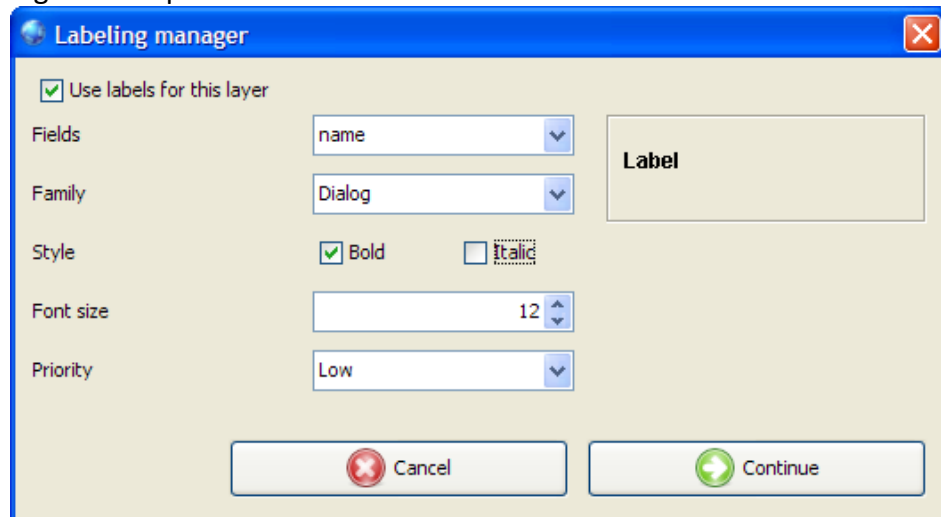 Labeling manager
Use labels for this layer
Fields name
Label
Family Dialog
Style Bold Italic
Font size 12
Priority Low
Cancel Continue